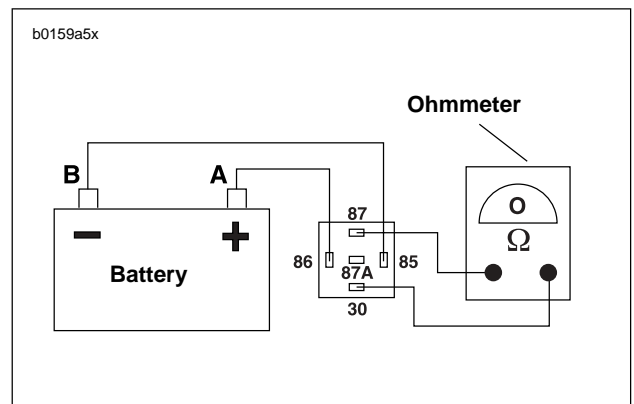 b0159a5x
Ohmmeter
B A
87
O
− +
Ω
86 85
87A
Battery
30